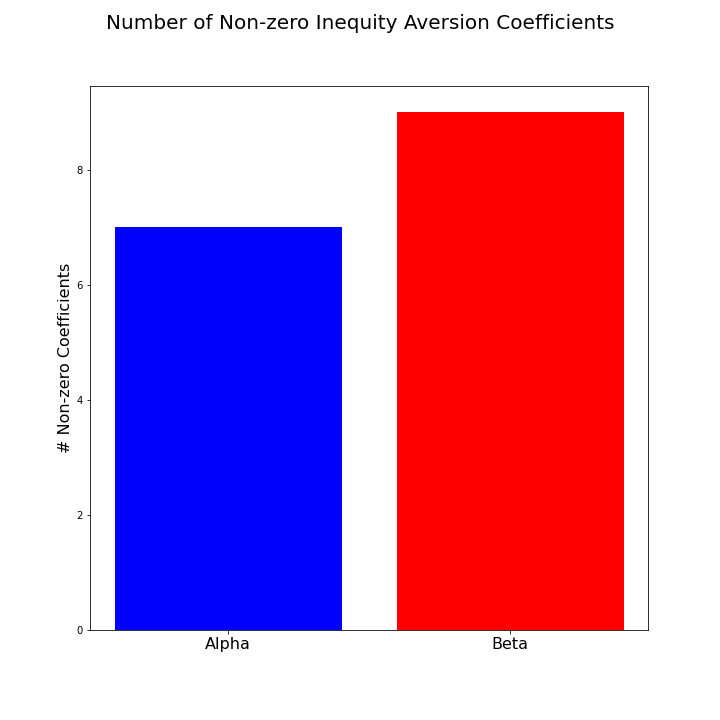 Number of Non-zero Inequity Aversion Coefficients
# Non-zero Coefficients
8
6
4
2
0
Alpha
Beta